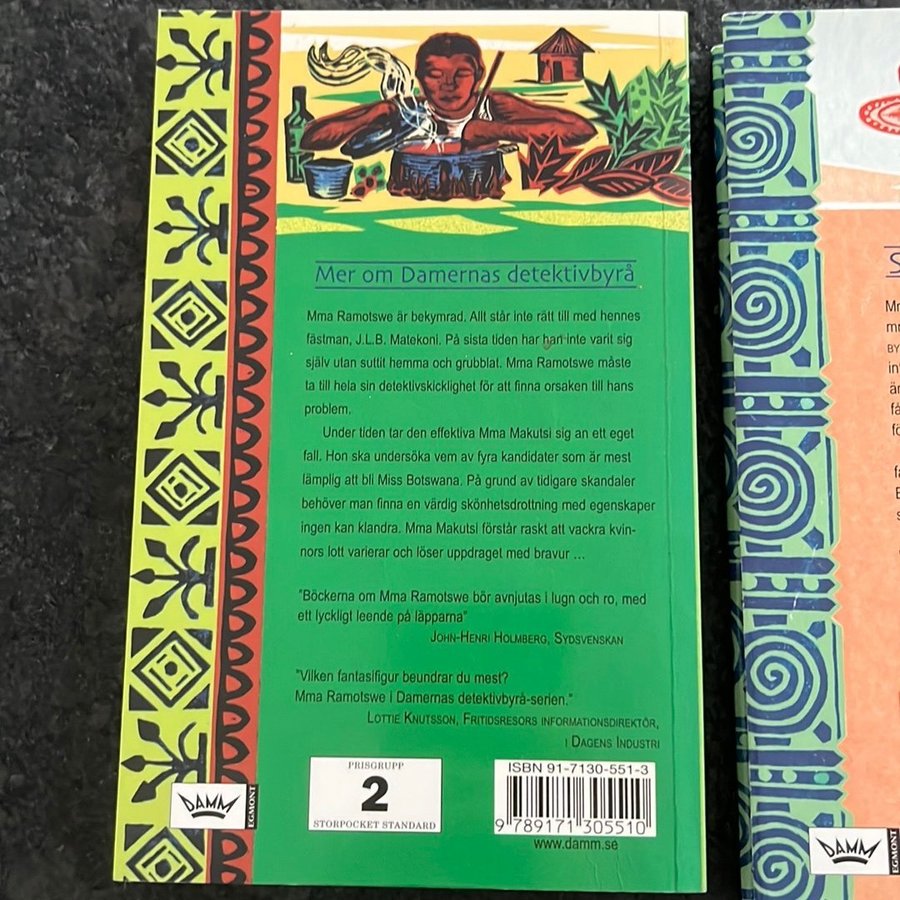 Mer om Damernas detektivbyrå
Mma Ramotswe är bekymrad. Allt står inte rätt till med hennes
fästman, J.L.B. Matekoni. På sista tiden har han inte varit sig
själv utan suttit hemma och grubblat. Mma Ramotswe måste
ta till hela sin detektivskicklighet för att finna orsaken till hans
problem.
Under tiden tar den effektiva Mma Makutsi sig an ett eget
fall. Hon ska undersöka vem av fyra kandidater som är mest
lämplig att bli Miss Botswana. På grund av tidigare skandaler
behöver man finna en värdig skönhetsdrottning med egenskaper
ingen kan klandra. Mma Makutsi förstår raskt att vackra kvin-
nors lott varierar och löser uppdraget med bravur ...
"Böckerna om Mma Ramotswe bör avnjutas i lugn och ro, med
ett lyckligt leende på läpparna"
JOHN-HENRI HOLMBERG, SYDSVENSKAN
"Vilken fantasifigur beundrar du mest?
Mma Ramotswe i Damernas detektivbyrå-serien."
LOTTIE KNUTSSON, FRITIDSRESORS INFORMATIONSDIREKTÖR,
I DAGENS INDUSTRI
PRISGRUPP
2
STORPOCKET STANDARD
ISBN 91-7130-551-3
9 789171 305510
www.damm.se
DAMM
EGMONT
DAMM
EGMONT